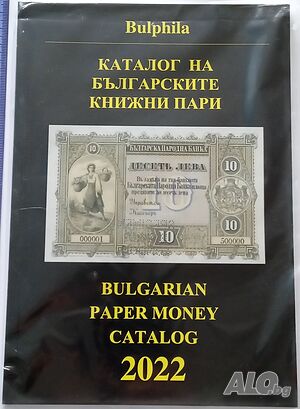 Bulphila
КАТАЛОГ НА
БЪЛГАРСКИТЕ
КНИЖНИ ПАРИ
БЪЛГАРСКА НАРОДНА БАНКА
ДЕСЕТЬ ЛЕВА
10
10
10
10
000001
500000
BULGARIAN
PAPER MONEY
CATALOG
2022
ALO.bg